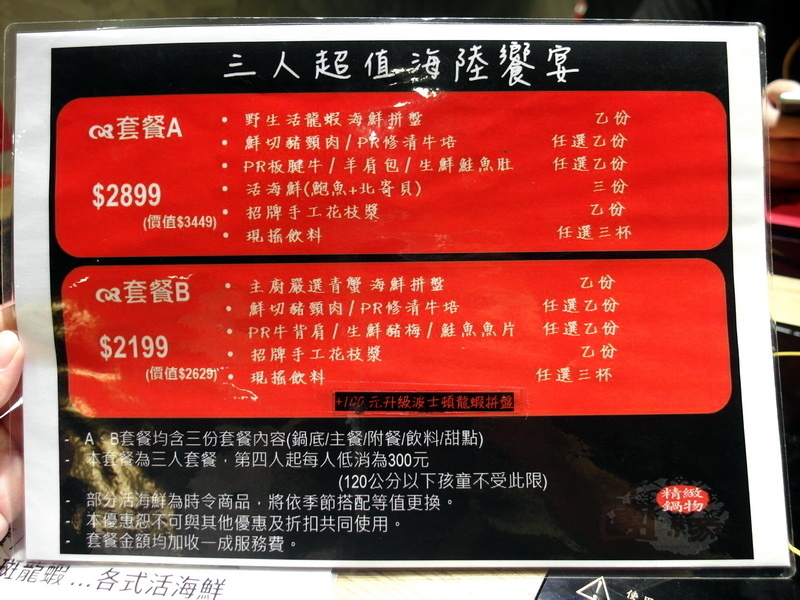 三人超值海陸饗宴
套餐A
$2899
(價值$3449)
• 野生活龍蝦 海鮮拼盤 乙份
• 鮮切豬頸肉/PR修清牛培 任選乙份
• PR板腱牛/羊肩包/生鮮鮭魚肚 任選乙份
• 活海鮮(鮑魚+北寄貝) 三份
• 招牌手工花枝漿 乙份
• 現搖飲料 任選三杯
套餐B
$2199
(價值$2629)
• 主廚嚴選青蟹 海鮮拼盤 乙份
• 鮮切豬頸肉/PR修清牛培 任選乙份
• PR牛背肩/生鮮豬梅/鮭魚魚片 任選乙份
• 招牌手工花枝漿 乙份
• 現搖飲料 任選三杯
+100元升級波士頓龍蝦拼盤
- A、B套餐均含三份套餐內容(鍋底/主餐/附餐/飲料/甜點)
- 本套餐為三人套餐，第四人起每人低消為300元
(120公分以下孩童不受此限)
- 部分活海鮮為時令商品，將依季節搭配等值更換。
- 本優惠恕不可與其他優惠及折扣共同使用。
- 套餐金額均加收一成服務費。
精緻
鍋物
斑龍蝦...各式活海鮮
使用